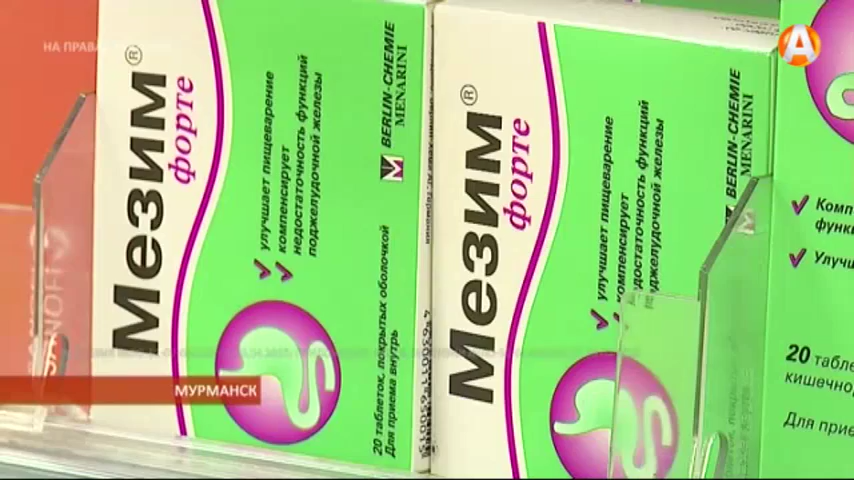 НА ПРАВАХ
А
Мезим®
форте
улучшает пищеварение
компенсирует
недостаточность функций
поджелудочной железы
BERLIN-CHEMIE
MENARINI
20 таблеток, покрытых оболочкой
Для приема внутрь
Мезим®
форте
улучшает пищеварение
компенсирует
недостаточность функций
поджелудочной железы
BERLIN-CHEMIE
MENARINI
Комп
функ
Улучш
20 табле
кишечно
Для прие
МУРМАНСК